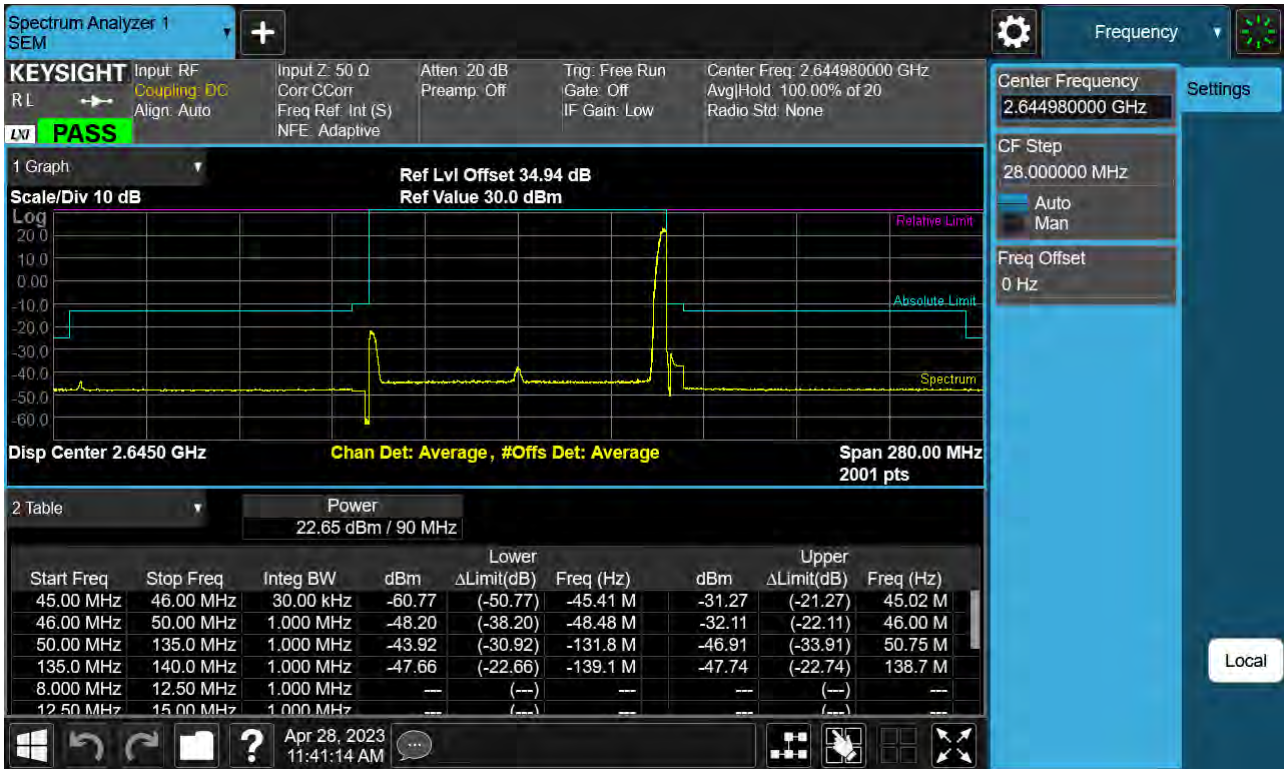 Spectrum Analyzer 1
SEM
Frequency
KEYSIGHT
R L
LXI
PASS
Input: RF
Coupling: DC
Align: Auto
Input Z: 50 Ω
Corr CCorr
Freq Ref: Int (S)
NFE: Adaptive
Atten: 20 dB
Preamp: Off
Trig: Free Run
Gate: Off
IF Gain: Low
Center Freq: 2.644980000 GHz
Avg|Hold: 100.00% of 20
Radio Std: None
Center Frequency
2.644980000 GHz
Settings
CF Step
28.000000 MHz
Auto
Man
Freq Offset
0 Hz
Local
1 Graph
Scale/Div 10 dB
Ref Lvl Offset 34.94 dB
Ref Value 30.0 dBm
Log
20.0
10.0
0.00
-10.0
-20.0
-30.0
-40.0
-50.0
-60.0
Relative Limit
Absolute Limit
Spectrum
Disp Center 2.6450 GHz
Chan Det: Average, #Offs Det: Average
Span 280.00 MHz
2001 pts
2 Table
Power
22.65 dBm / 90 MHz
Lower Upper
Start Freq Stop Freq Integ BW dBm ΔLimit(dB) Freq (Hz) dBm ΔLimit(dB) Freq (Hz)
45.00 MHz 46.00 MHz 30.00 kHz -60.77 (-50.77) -45.41 M -31.27 (-21.27) 45.02 M
46.00 MHz 50.00 MHz 1.000 MHz -48.20 (-38.20) -48.48 M -32.11 (-22.11) 46.00 M
50.00 MHz 135.0 MHz 1.000 MHz -43.92 (-30.92) -131.8 M -46.91 (-33.91) 50.75 M
135.0 MHz 140.0 MHz 1.000 MHz -47.66 (-22.66) -139.1 M -47.74 (-22.74) 138.7 M
8.000 MHz 12.50 MHz 1.000 MHz --- (---) --- --- (---) ---
12.50 MHz 15.00 MHz 1.000 MHz --- (---) --- --- (---) ---
?
Apr 28, 2023
11:41:14 AM